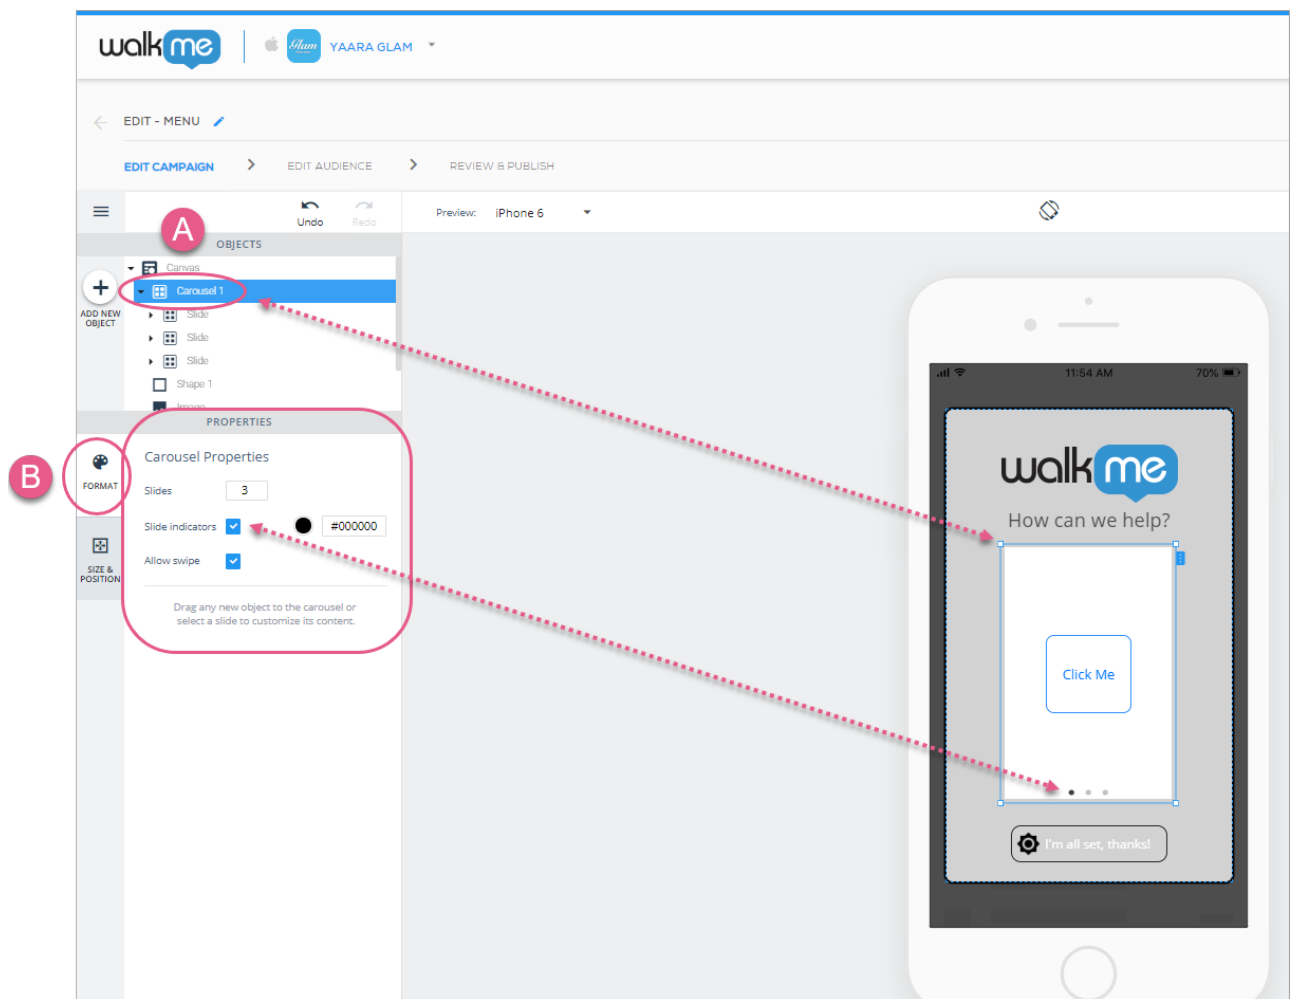 walkme
Glam
YAARA GLAM
EDIT - MENU
EDIT CAMPAIGN
EDIT AUDIENCE
REVIEW & PUBLISH
Undo
Redo
Preview:
iPhone 6
A
OBJECTS
Canvas
Carousel 1
Slide
Slide
Slide
Shape 1
Image
ADD NEW
OBJECT
PROPERTIES
B
FORMAT
SIZE &
POSITION
Carousel Properties
Slides
3
Slide indicators
#000000
Allow swipe
Drag any new object to the carousel or
select a slide to customize its content.
11:54 AM
70%
walkme
How can we help?
Click Me
I'm all set, thanks!